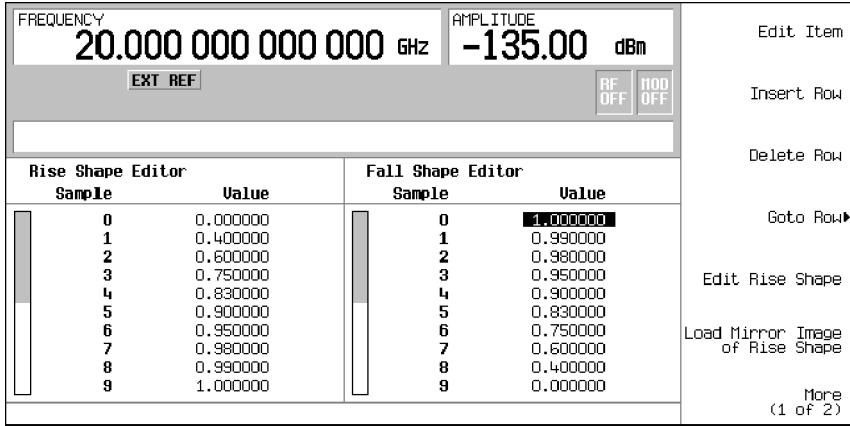 FREQUENCY
20.000 000 000 000 GHz
AMPLITUDE
-135.00 dBm
EXT REF
RF OFF
MOD OFF
Rise Shape Editor
Sample Value
0 0.000000
1 0.400000
2 0.600000
3 0.750000
4 0.830000
5 0.900000
6 0.950000
7 0.980000
8 0.990000
9 1.000000
Fall Shape Editor
Sample Value
0 1.000000
1 0.990000
2 0.980000
3 0.950000
4 0.900000
5 0.830000
6 0.750000
7 0.600000
8 0.400000
9 0.000000
Edit Item
Insert Row
Delete Row
Goto Row
Edit Rise Shape
Load Mirror Image
of Rise Shape
More
(1 of 2)